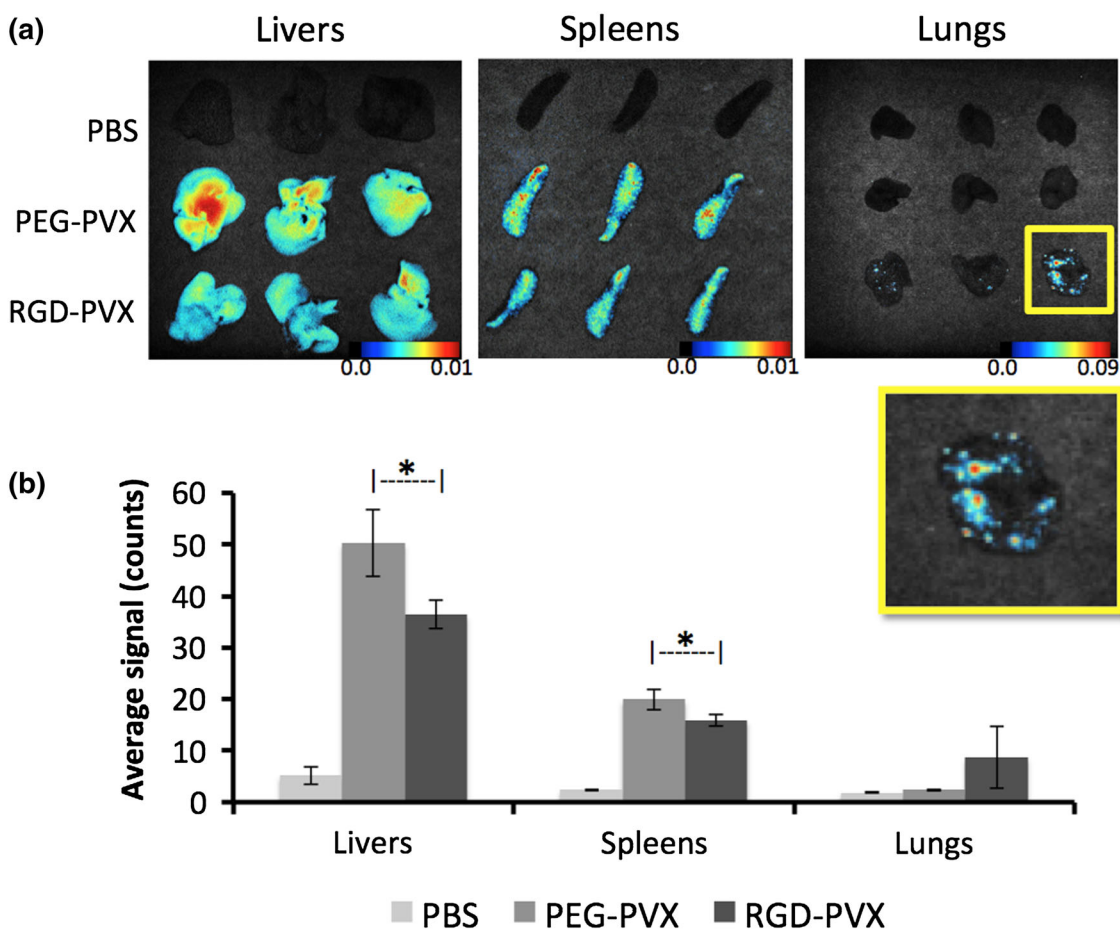 (a)
Livers
Spleens
Lungs
PBS
PEG-PVX
RGD-PVX
0.0 0.01
0.0 0.01
0.0 0.09
(b)
Average signal (counts)
60
50
40
30
20
10
0
|-------|
*
|-------|
*
Livers
Spleens
Lungs
PBS
PEG-PVX
RGD-PVX